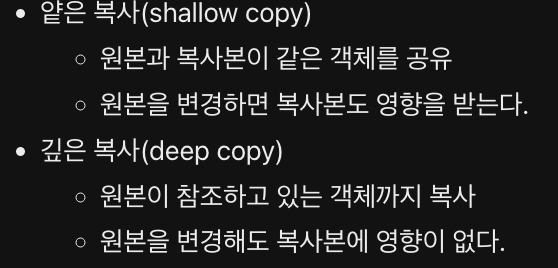 • 얕은 복사(shallow copy)
◦ 원본과 복사본이 같은 객체를 공유
◦ 원본을 변경하면 복사본도 영향을 받는다.
• 깊은 복사(deep copy)
◦ 원본이 참조하고 있는 객체까지 복사
◦ 원본을 변경해도 복사본에 영향이 없다.